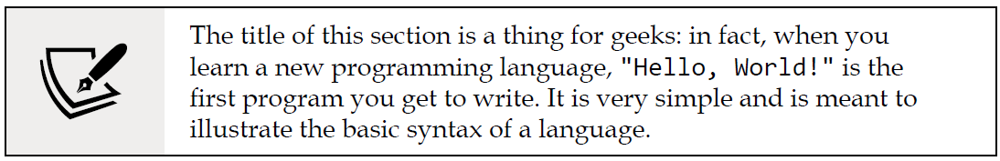 The title of this section is a thing for geeks: in fact, when you
learn a new programming language, "Hello, World!" is the
first program you get to write. It is very simple and is meant to
illustrate the basic syntax of a language.